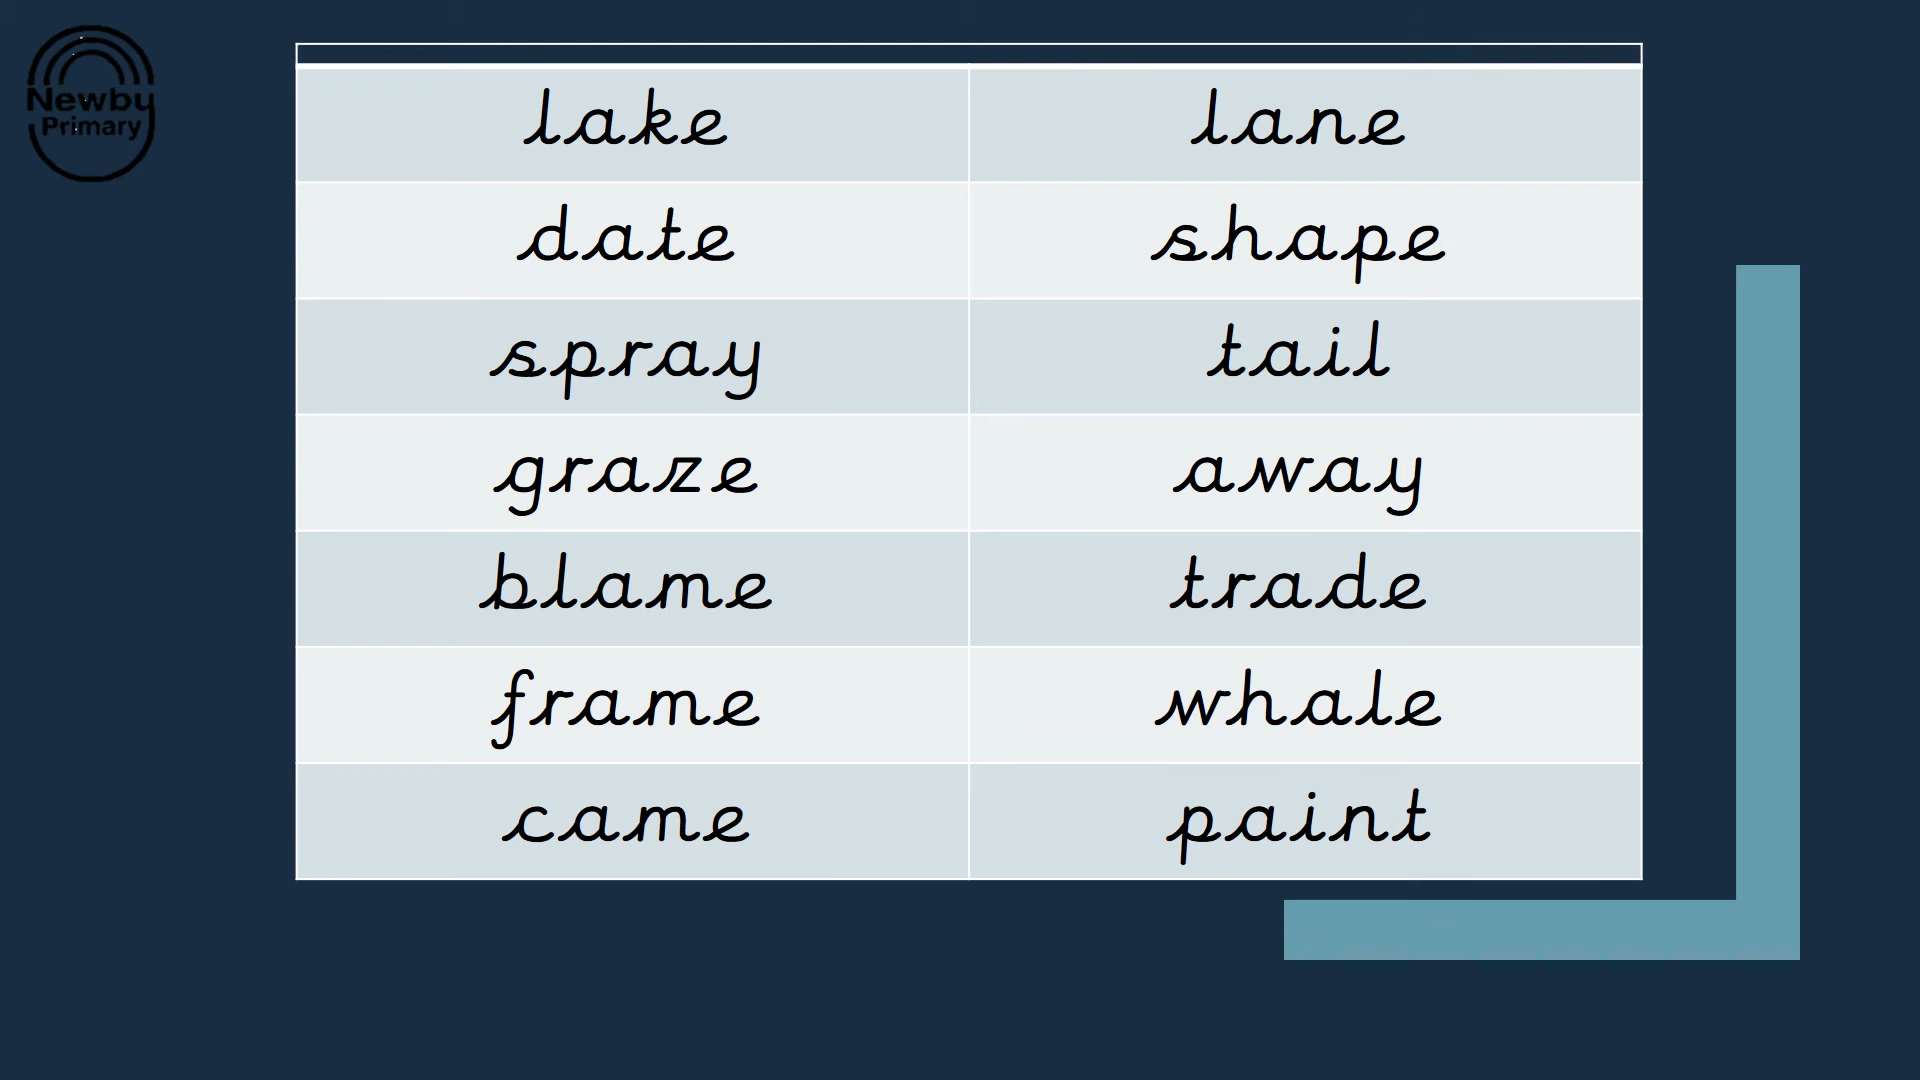 Newby
Primary
lake lane
date shape
spray tail
graze away
blame trade
frame whale
came paint